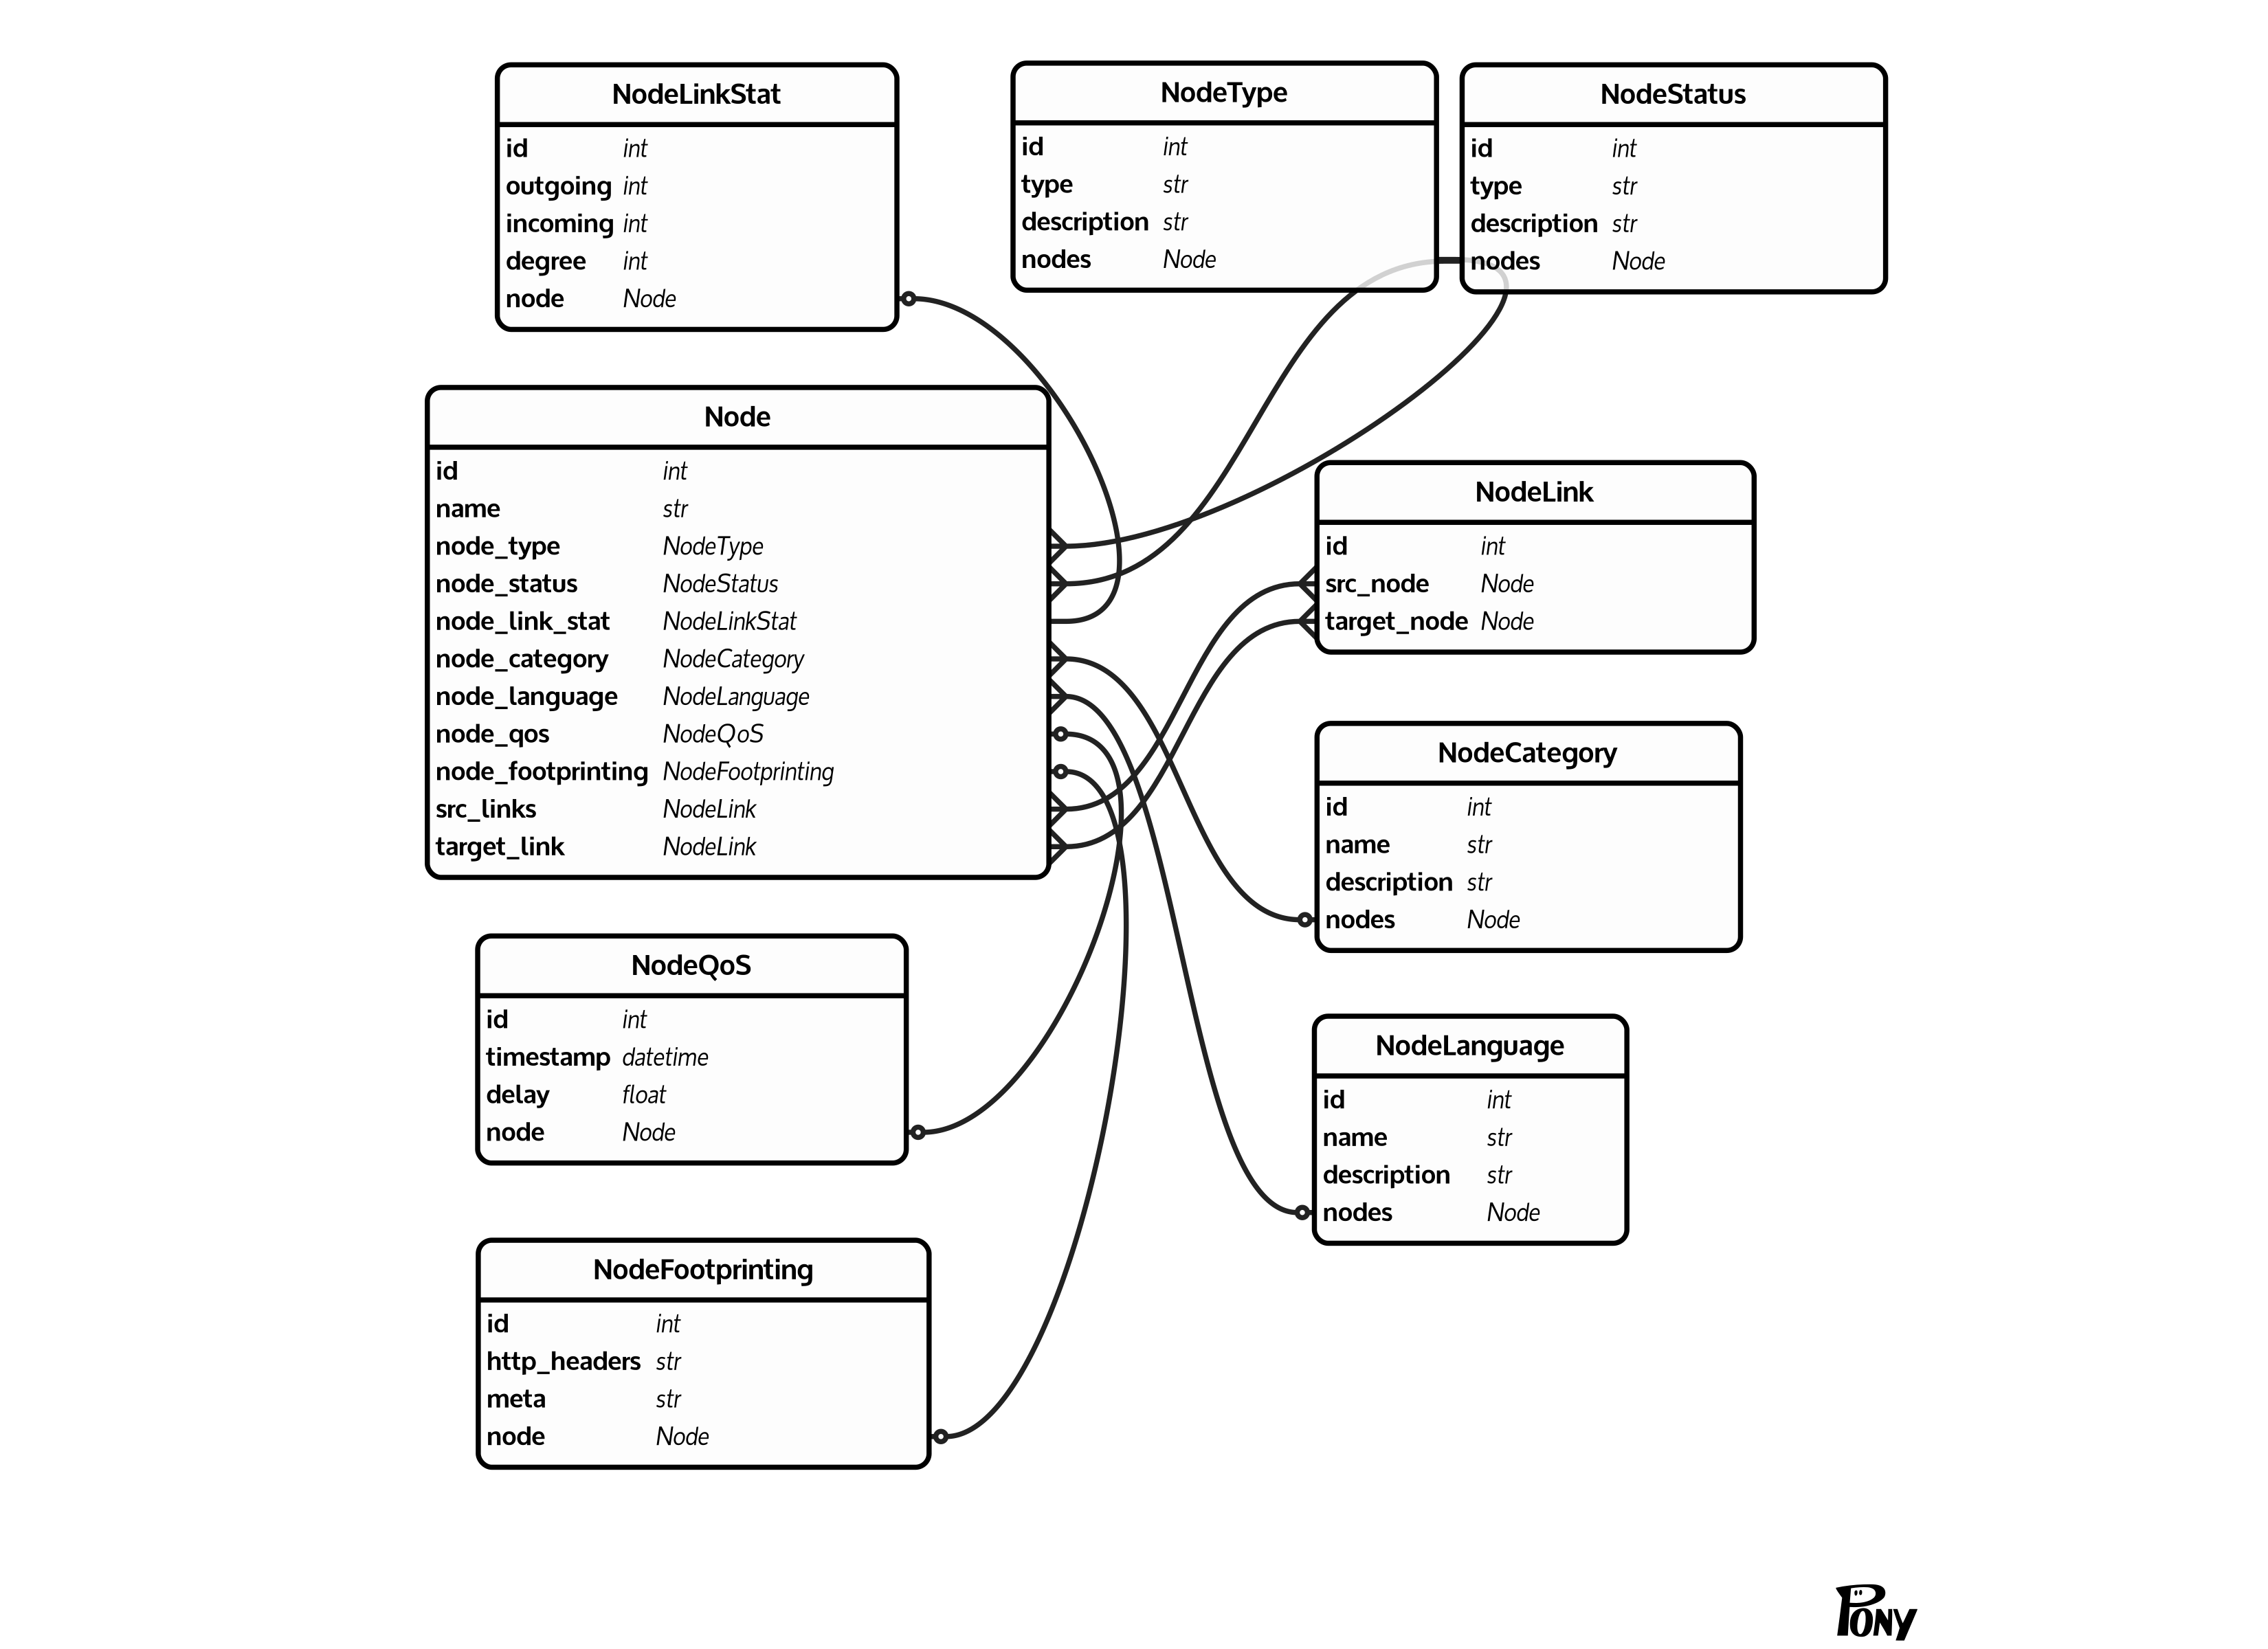 NodeLinkStat
id int
outgoing int
incoming int
degree int
node Node
NodeType
id int
type str
description str
nodes Node
NodeStatus
id int
type str
description str
nodes Node
Node
id int
name str
node_type NodeType
node_status NodeStatus
node_link_stat NodeLinkStat
node_category NodeCategory
node_language NodeLanguage
node_qos NodeQoS
node_footprinting NodeFootprinting
src_links NodeLink
target_link NodeLink
NodeLink
id int
src_node Node
target_node Node
NodeCategory
id int
name str
description str
nodes Node
NodeQoS
id int
timestamp datetime
delay float
node Node
NodeLanguage
id int
name str
description str
nodes Node
NodeFootprinting
id int
http_headers str
meta str
node Node
PONY